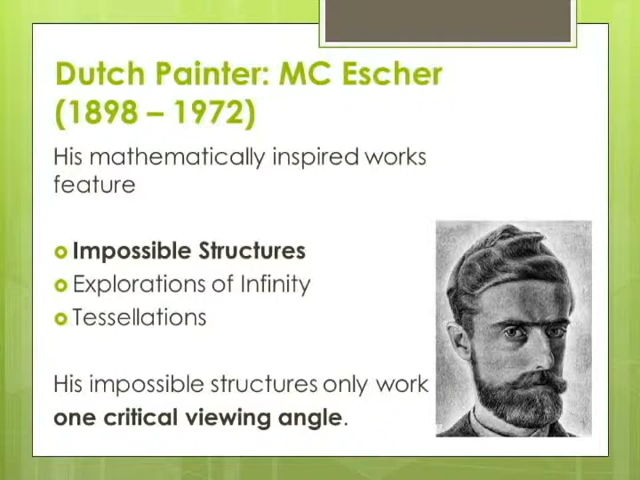 Dutch Painter: MC Escher
(1898 – 1972)
His mathematically inspired works
feature
Impossible Structures
Explorations of Infinity
Tessellations
His impossible structures only work
one critical viewing angle.